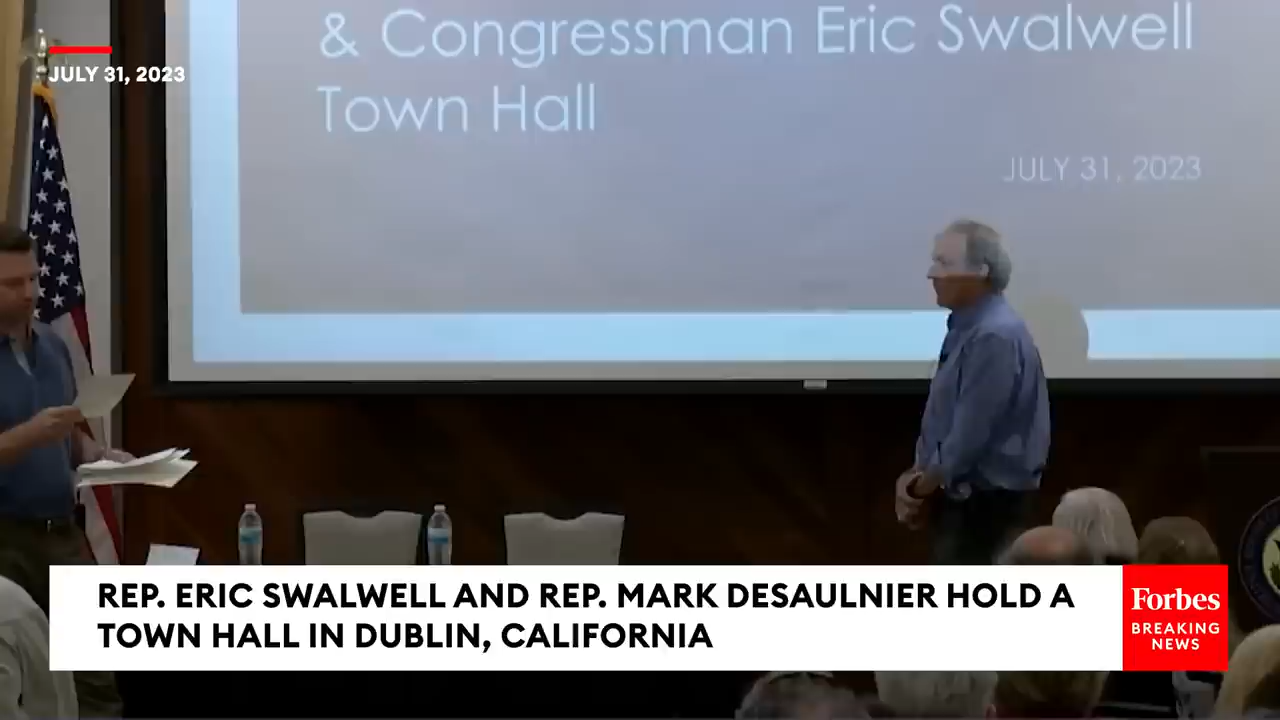 & Congressman Eric Swalwell
Town Hall
JULY 31, 2023
JULY 31, 2023
REP. ERIC SWALWELL AND REP. MARK DESAULNIER HOLD A
TOWN HALL IN DUBLIN, CALIFORNIA
Forbes
BREAKING
NEWS